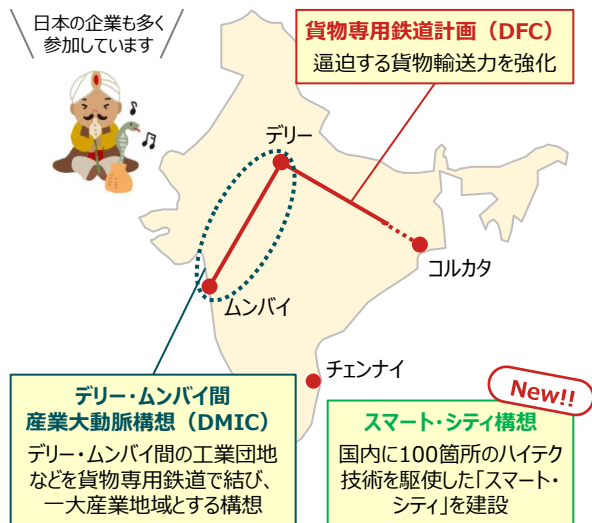 日本の企業も多く
参加しています
貨物専用鉄道計画（DFC）
逼迫する貨物輸送力を強化
デリー
コルカタ
ムンバイ
チェンナイ
デリー・ムンバイ間
産業大動脈構想（DMIC）
デリー・ムンバイ間の工業団地
などを貨物専用鉄道で結び、
一大産業地域とする構想
New!!
スマート・シティ構想
国内に100箇所のハイテク
技術を駆使した「スマート・
シティ」を建設